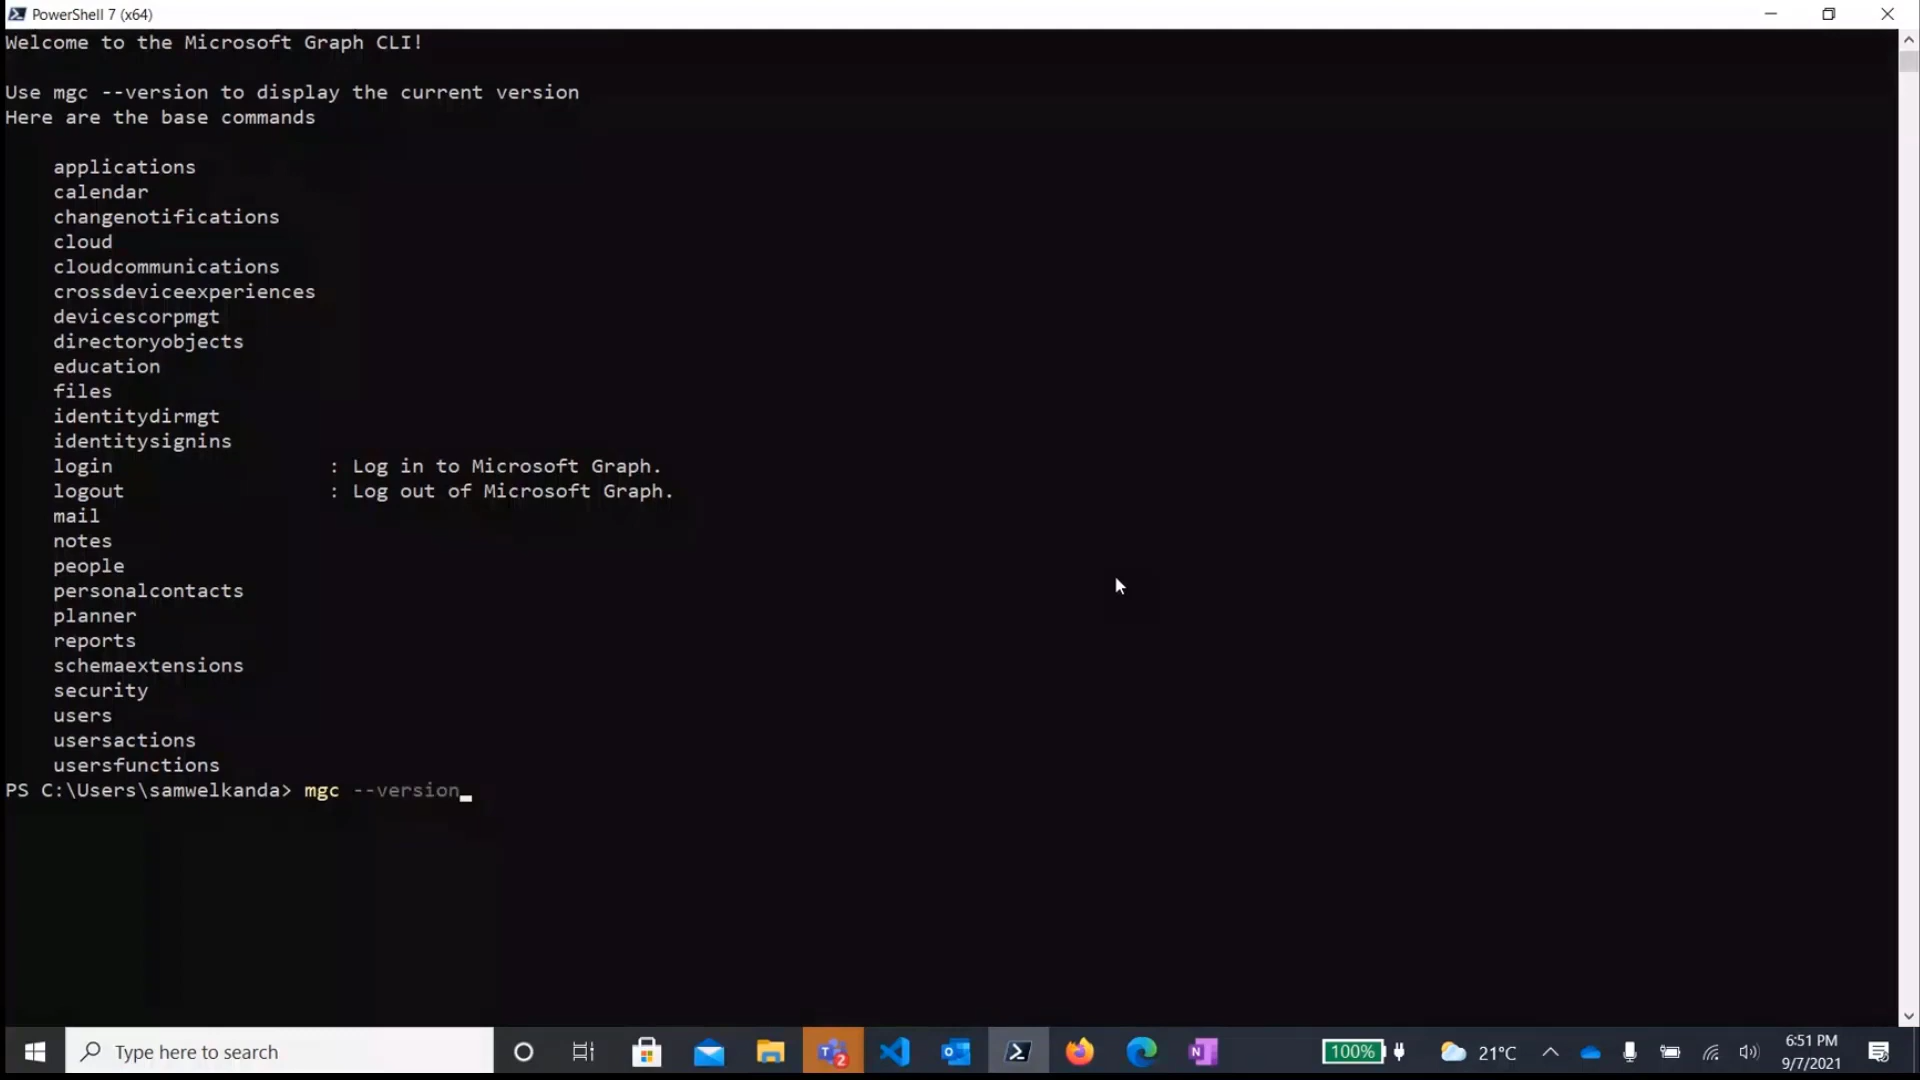 PowerShell 7 (x64)
Welcome to the Microsoft Graph CLI!
Use mgc --version to display the current version
Here are the base commands
applications
calendar
changenotifications
cloud
cloudcommunications
crossdeviceexperiences
devicescorpmgt
directoryobjects
education
files
identitydirmgt
identitysignins
login : Log in to Microsoft Graph.
logout : Log out of Microsoft Graph.
mail
notes
people
personalcontacts
planner
reports
schemaextensions
security
users
usersactions
usersfunctions
PS C:\Users\samwelkanda> mgc --version
Type here to search
2
100%
21°C
6:51 PM
9/7/2021